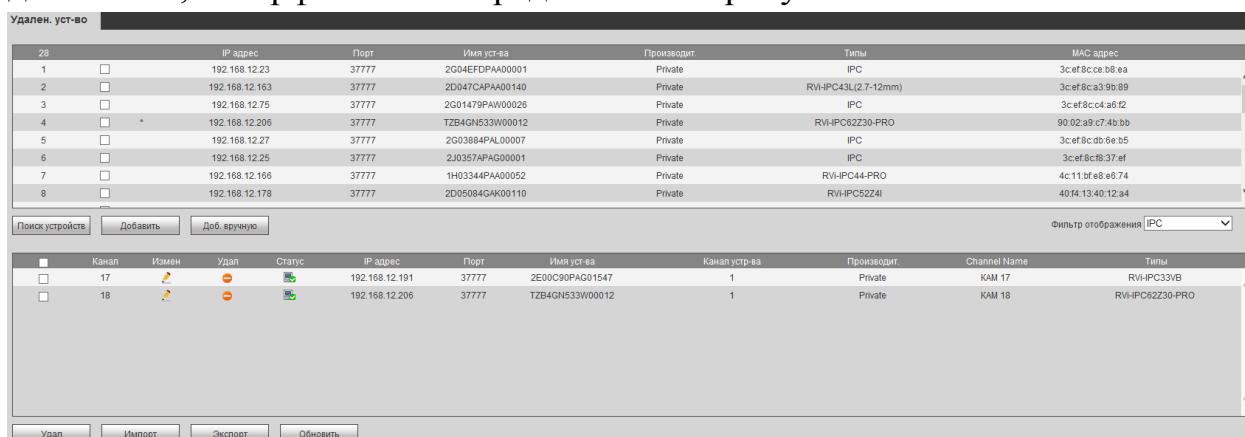 Удален. уст-во
28 IP адрес Порт Имя уст-ва Производит. Типы MAC адрес
1 192.168.12.23 37777 2G04EFDPAA00001 Private IPC 3c:ef:8c:ce:b8:ea
2 192.168.12.163 37777 2D047CAPAA00140 Private RVi-IPC43L(2.7-12mm) 3c:ef:8c:a3:9b:89
3 192.168.12.75 37777 2G01479PAW00026 Private IPC 3c:ef:8c:c4:a6:f2
4 * 192.168.12.206 37777 TZB4GN533W00012 Private RVi-IPC62Z30-PRO 90:02:a9:c7:4b:bb
5 192.168.12.27 37777 2G03884PAL00007 Private IPC 3c:ef:8c:db:6e:b5
6 192.168.12.25 37777 2J0357APAG00001 Private IPC 3c:ef:8c:f8:37:ef
7 192.168.12.166 37777 1H03344PAA00052 Private RVi-IPC44-PRO 4c:11:bf:e8:e6:74
8 192.168.12.178 37777 2D05084GAK00110 Private RVi-IPC52Z4I 40:f4:13:40:12:a4
Поиск устройств Добавить Доб. вручную Фильтр отображения IPC
Канал Измен Удал Статус IP адрес Порт Имя уст-ва Канал устр-ва Производит. Channel Name Типы
17 192.168.12.191 37777 2E00C90PAG01547 1 Private КАМ 17 RVi-IPC33VB
18 192.168.12.206 37777 TZB4GN533W00012 1 Private КАМ 18 RVi-IPC62Z30-PRO
Удал Импорт Экспорт Обновить